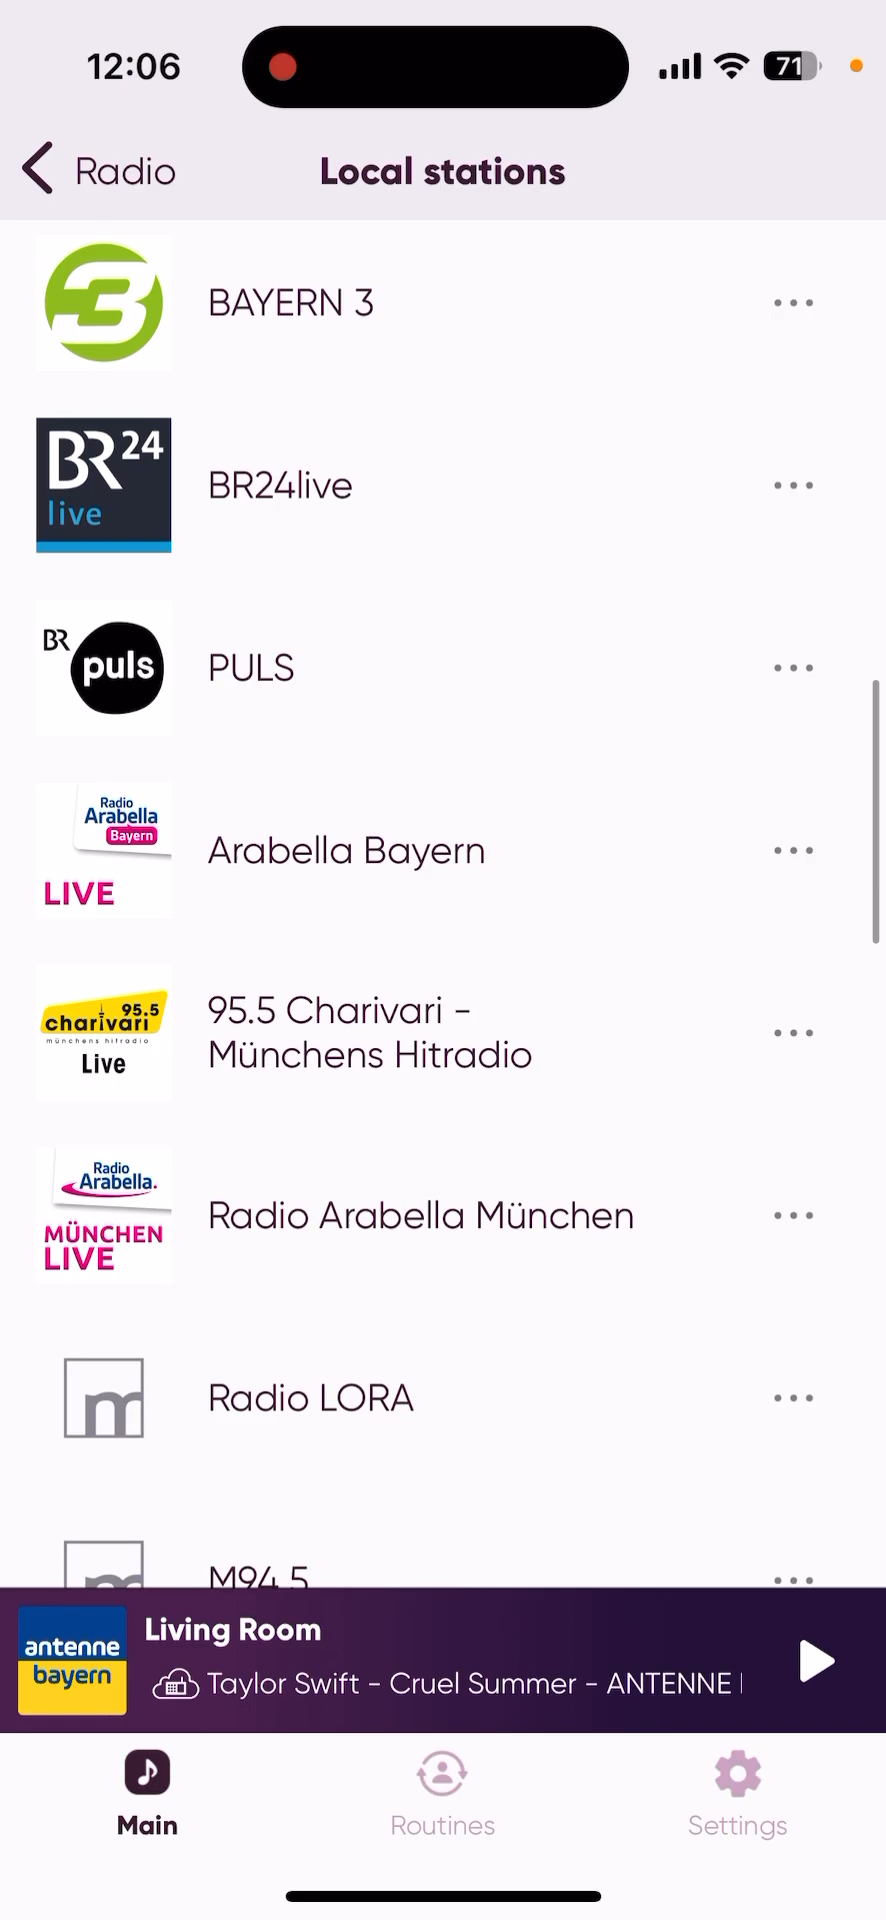 12:06
71
Radio
Local stations
BAYERN 3
BR24
live
BR24live
BR
puls
PULS
Radio
Arabella
Bayern
LIVE
Arabella Bayern
95.5
charivari
münchens hitradio
Live
95.5 Charivari -
Münchens Hitradio
Radio
Arabella.
MÜNCHEN
LIVE
Radio Arabella München
m
Radio LORA
m
M94.5
antenne
bayern
Living Room
Taylor Swift - Cruel Summer - ANTENNE
Main
Routines
Settings